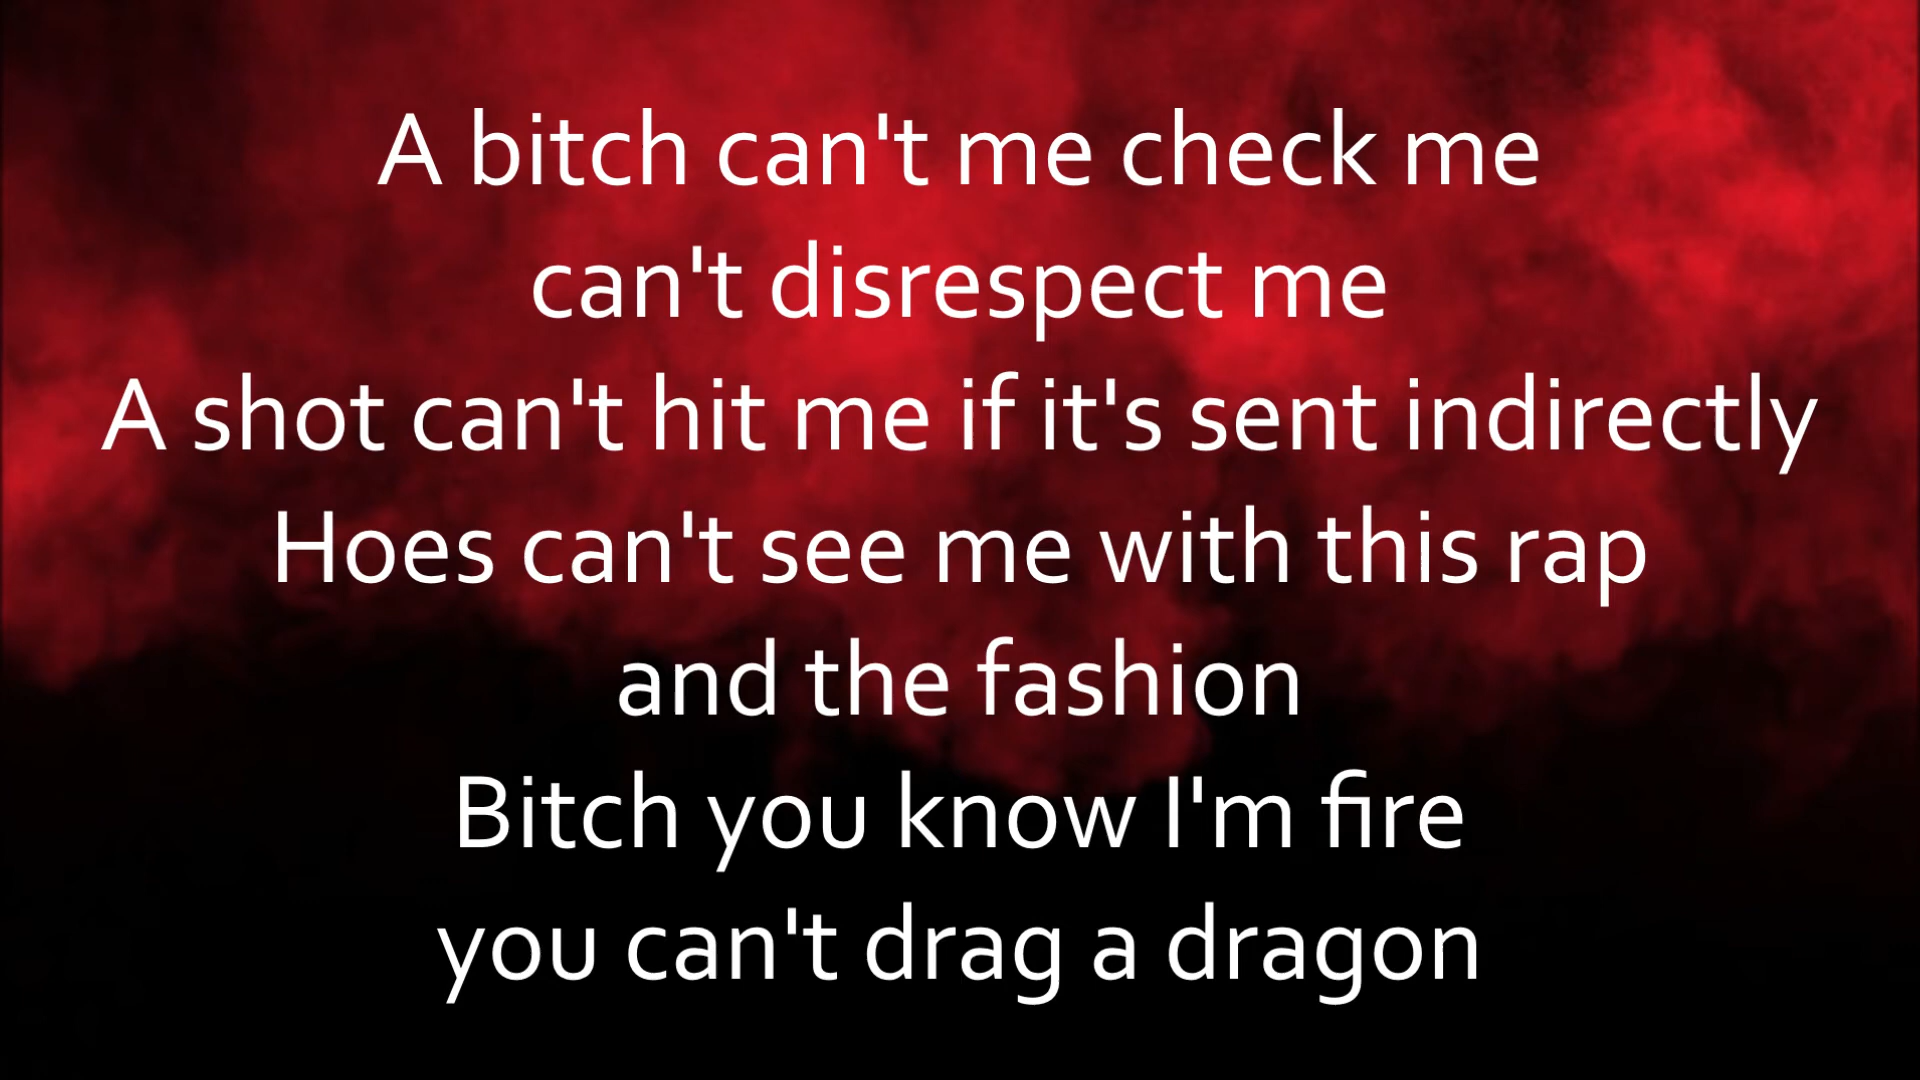 A bitch can't me check me
can't disrespect me
A shot can't hit me if it's sent indirectly
Hoes can't see me with this rap
and the fashion
Bitch you know I'm fire
you can't drag a dragon